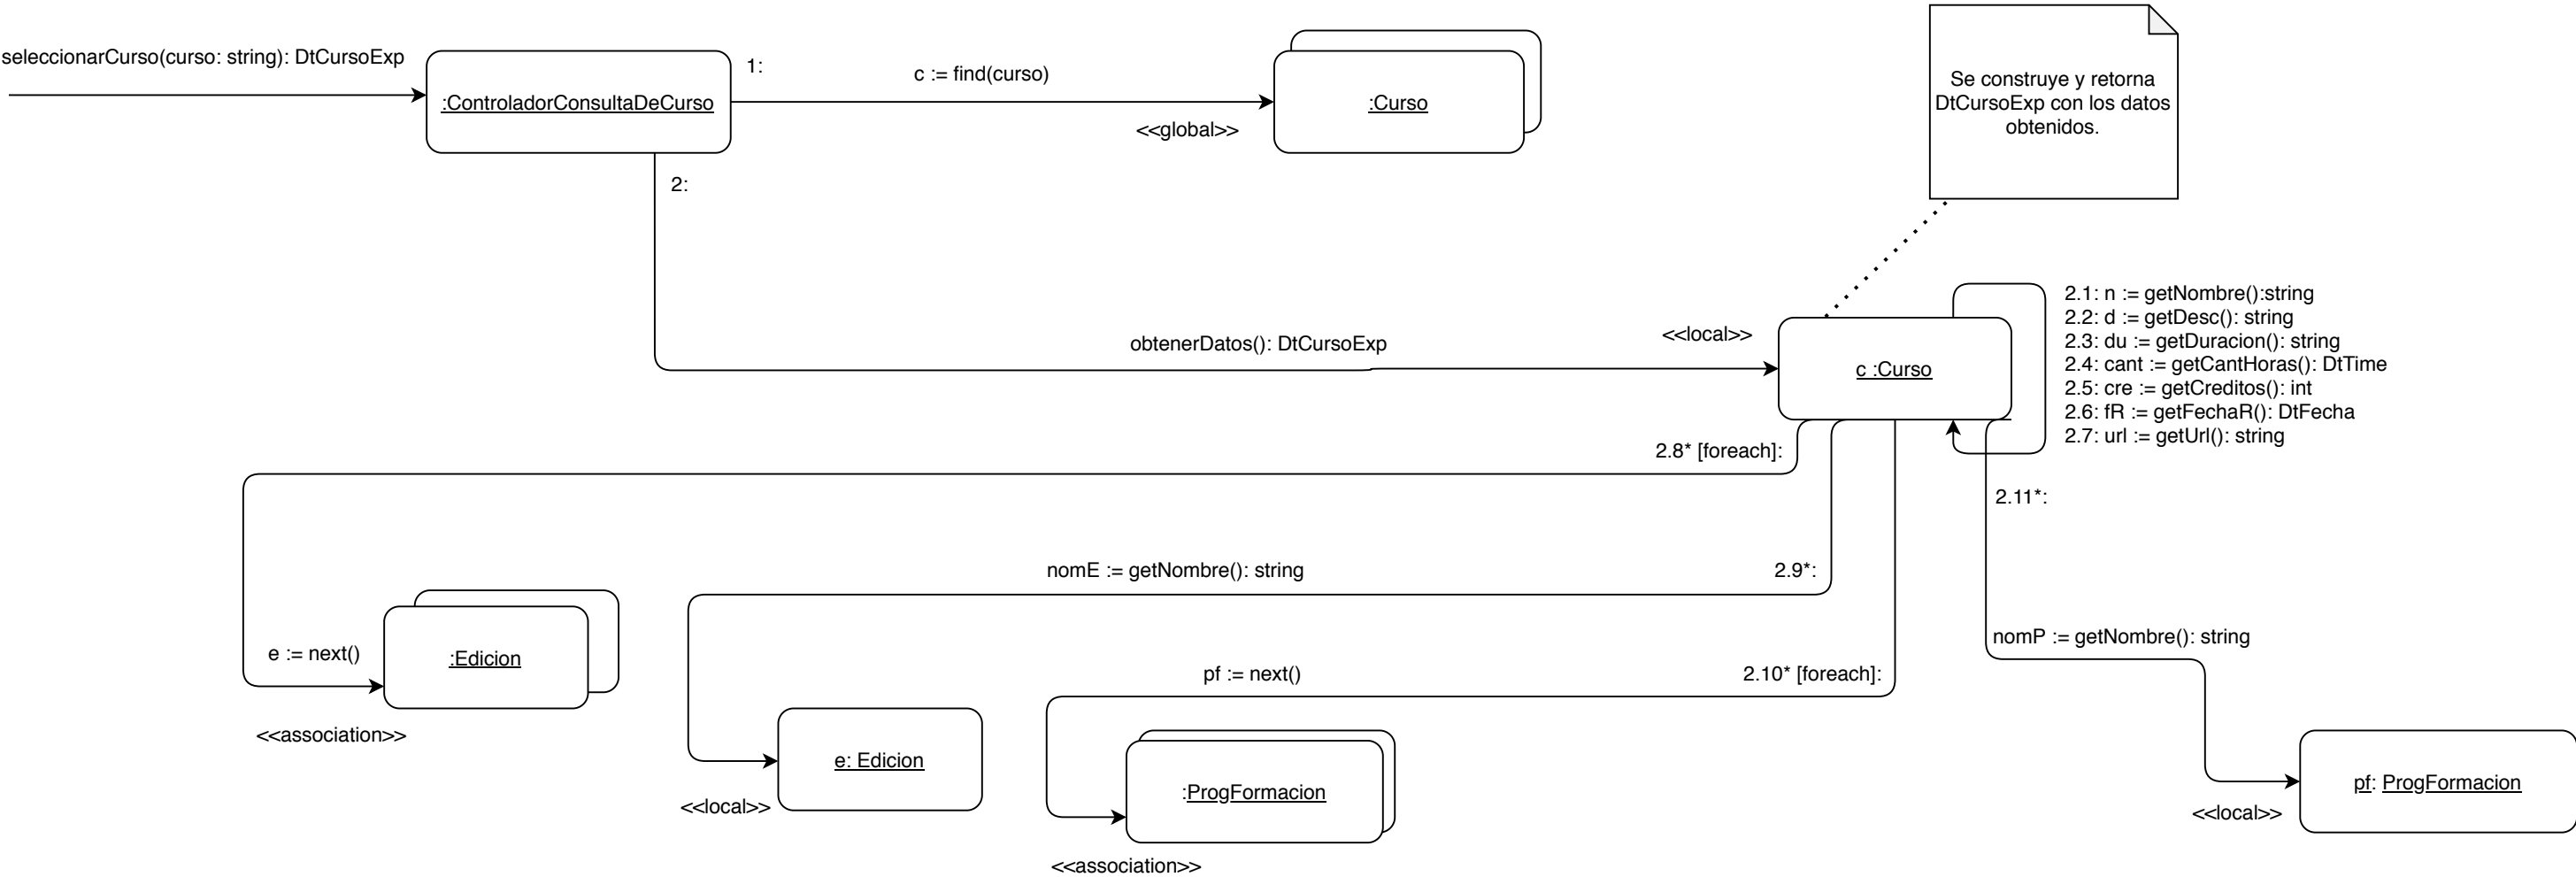 seleccionarCurso(curso: string): DtCursoExp
:ControladorConsultaDeCurso
1:
c := find(curso)
<<global>>
:Curso
Se construye y retorna
DtCursoExp con los datos
obtenidos.
2:
obtenerDatos(): DtCursoExp
<<local>>
c :Curso
2.1: n := getNombre():string
2.2: d := getDesc(): string
2.3: du := getDuracion(): string
2.4: cant := getCantHoras(): DtTime
2.5: cre := getCreditos(): int
2.6: fR := getFechaR(): DtFecha
2.7: url := getUrl(): string
2.8* [foreach]:
2.11*:
nomE := getNombre(): string
2.9*:
e := next()
:Edicion
<<association>>
nomP := getNombre(): string
pf := next()
2.10* [foreach]:
e: Edicion
<<local>>
:ProgFormacion
<<association>>
pf: ProgFormacion
<<local>>